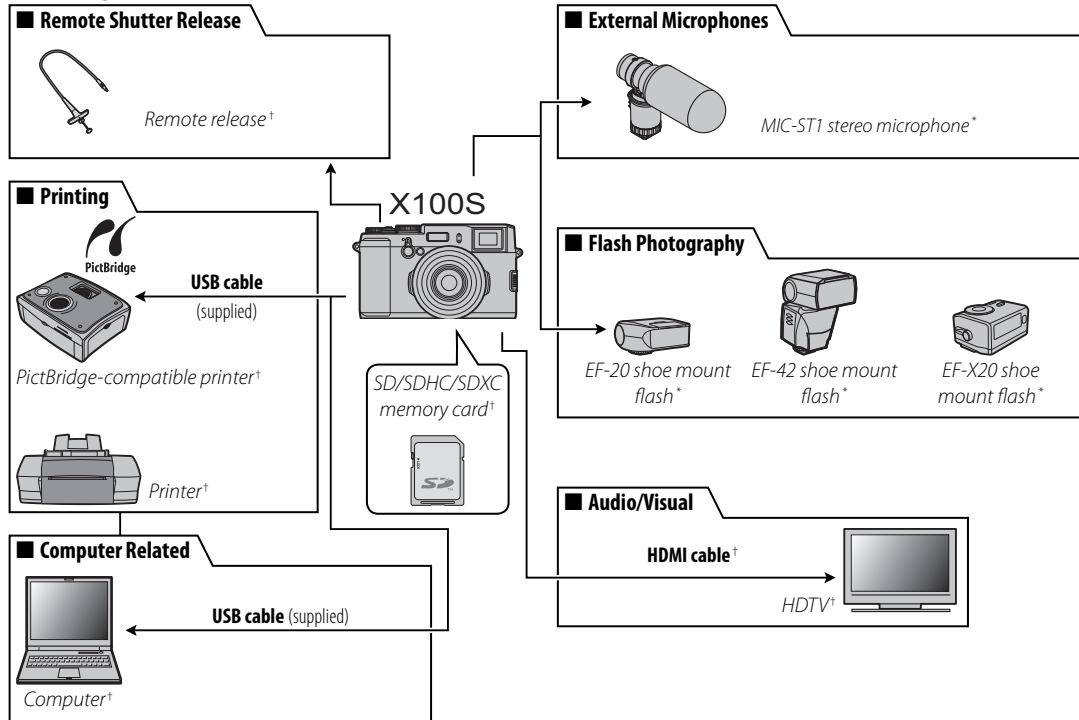 ■ Remote Shutter Release
Remote release†
■ External Microphones
MIC-ST1 stereo microphone*
X100S
■ Printing
PictBridge
USB cable
(supplied)
PictBridge-compatible printer†
Printer†
■ Flash Photography
EF-20 shoe mount
flash*
EF-42 shoe mount
flash*
EF-X20 shoe
mount flash*
SD/SDHC/SDXC
memory card†
SD
■ Audio/Visual
HDMI cable†
HDTV†
■ Computer Related
USB cable (supplied)
Computer†